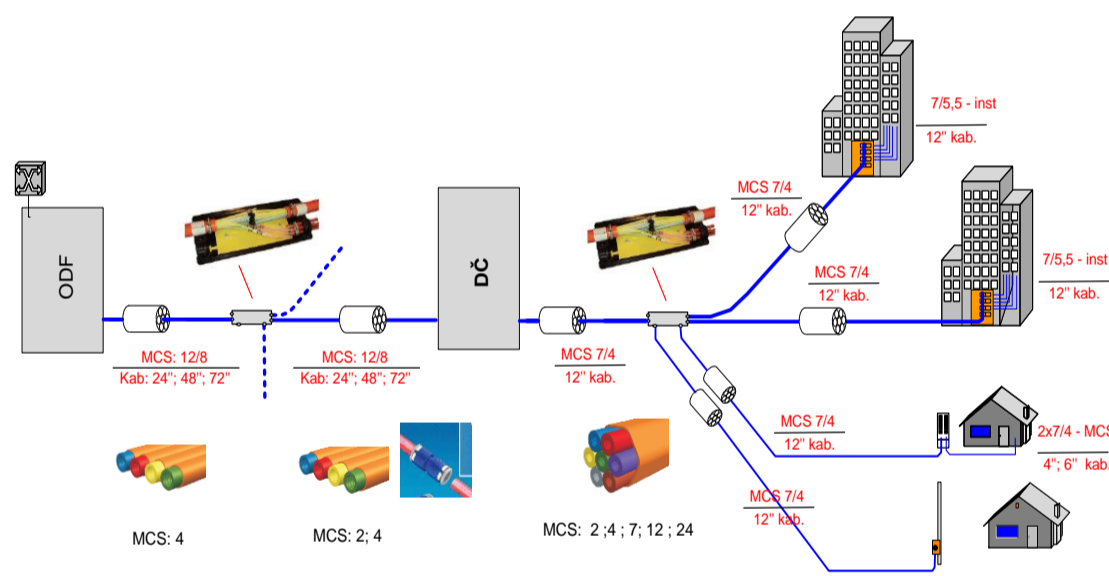 7/5,5 - inst
12" kab.
MCS 7/4
12" kab.
ODF
DČ
MCS 7/4
12" kab.
7/5,5 - inst
12" kab.
MCS: 12/8
Kab: 24"; 48"; 72"
MCS: 12/8
Kab: 24"; 48"; 72"
MCS 7/4
12" kab.
MCS 7/4
12" kab.
2x7/4 - MCS
4"; 6" kab.
MCS 7/4
12" kab.
MCS: 4
MCS: 2; 4
MCS: 2 ;4 ; 7; 12 ; 24